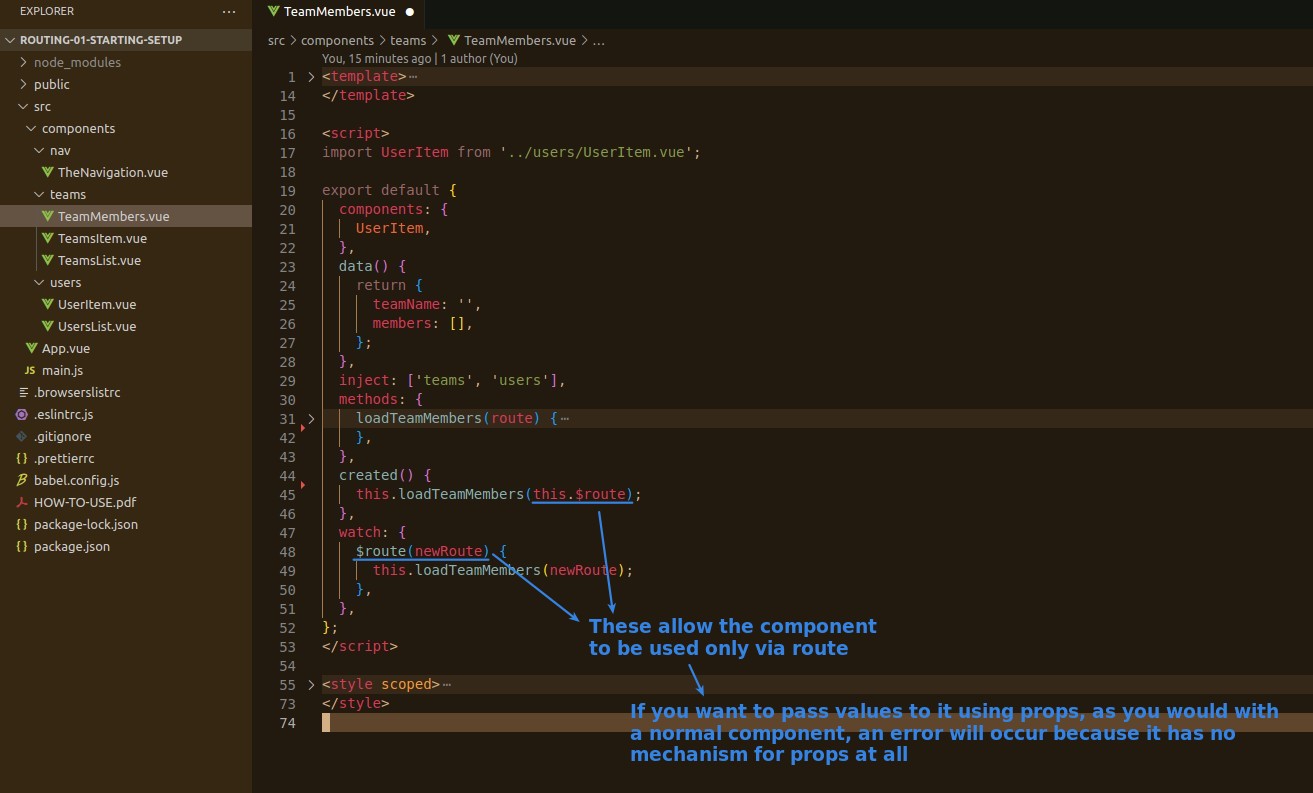 EXPLORER ...
ROUTING-01-STARTING-SETUP
node_modules
public
src
components
nav
TheNavigation.vue
teams
TeamMembers.vue
TeamsItem.vue
TeamsList.vue
users
UserItem.vue
UsersList.vue
App.vue
JS main.js
.browserslistrc
.eslintrc.js
.gitignore
{} .prettierrc
babel.config.js
HOW-TO-USE.pdf
{} package-lock.json
{} package.json
TeamMembers.vue ●
src > components > teams > TeamMembers.vue > ...
You, 15 minutes ago | 1 author (You)
1 > <template>...
14 </template>
15
16 <script>
17 import UserItem from '../users/UserItem.vue';
18
19 export default {
20 components: {
21 UserItem,
22 },
23 data() {
24 return {
25 teamName: '',
26 members: [],
27 };
28 },
29 inject: ['teams', 'users'],
30 methods: {
31 > loadTeamMembers(route) {...
42 },
43 },
44 created() {
45 this.loadTeamMembers(this.$route);
46 },
47 watch: {
48 $route(newRoute) {
49 this.loadTeamMembers(newRoute);
50 },
51 },
52 };
53 </script>
54
55 > <style scoped>...
73 </style>
74
These allow the component
to be used only via route
If you want to pass values to it using props, as you would with
a normal component, an error will occur because it has no
mechanism for props at all